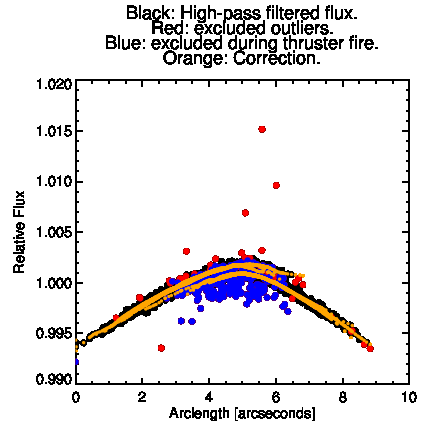 Black: High-pass filtered flux.
Red: excluded outliers.
Blue: excluded during thruster fire.
Orange: Correction.
1.020
1.015
1.010
1.005
1.000
0.995
0.990
Relative Flux
0 2 4 6 8 10
Arclength [arcseconds]